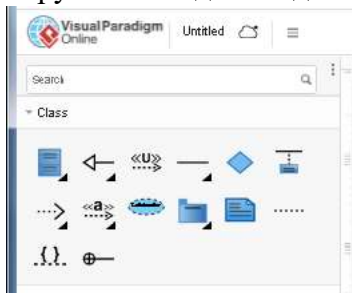 Visual Paradigm
Online
Untitled
Search
Class
«U»
«a»
{ }